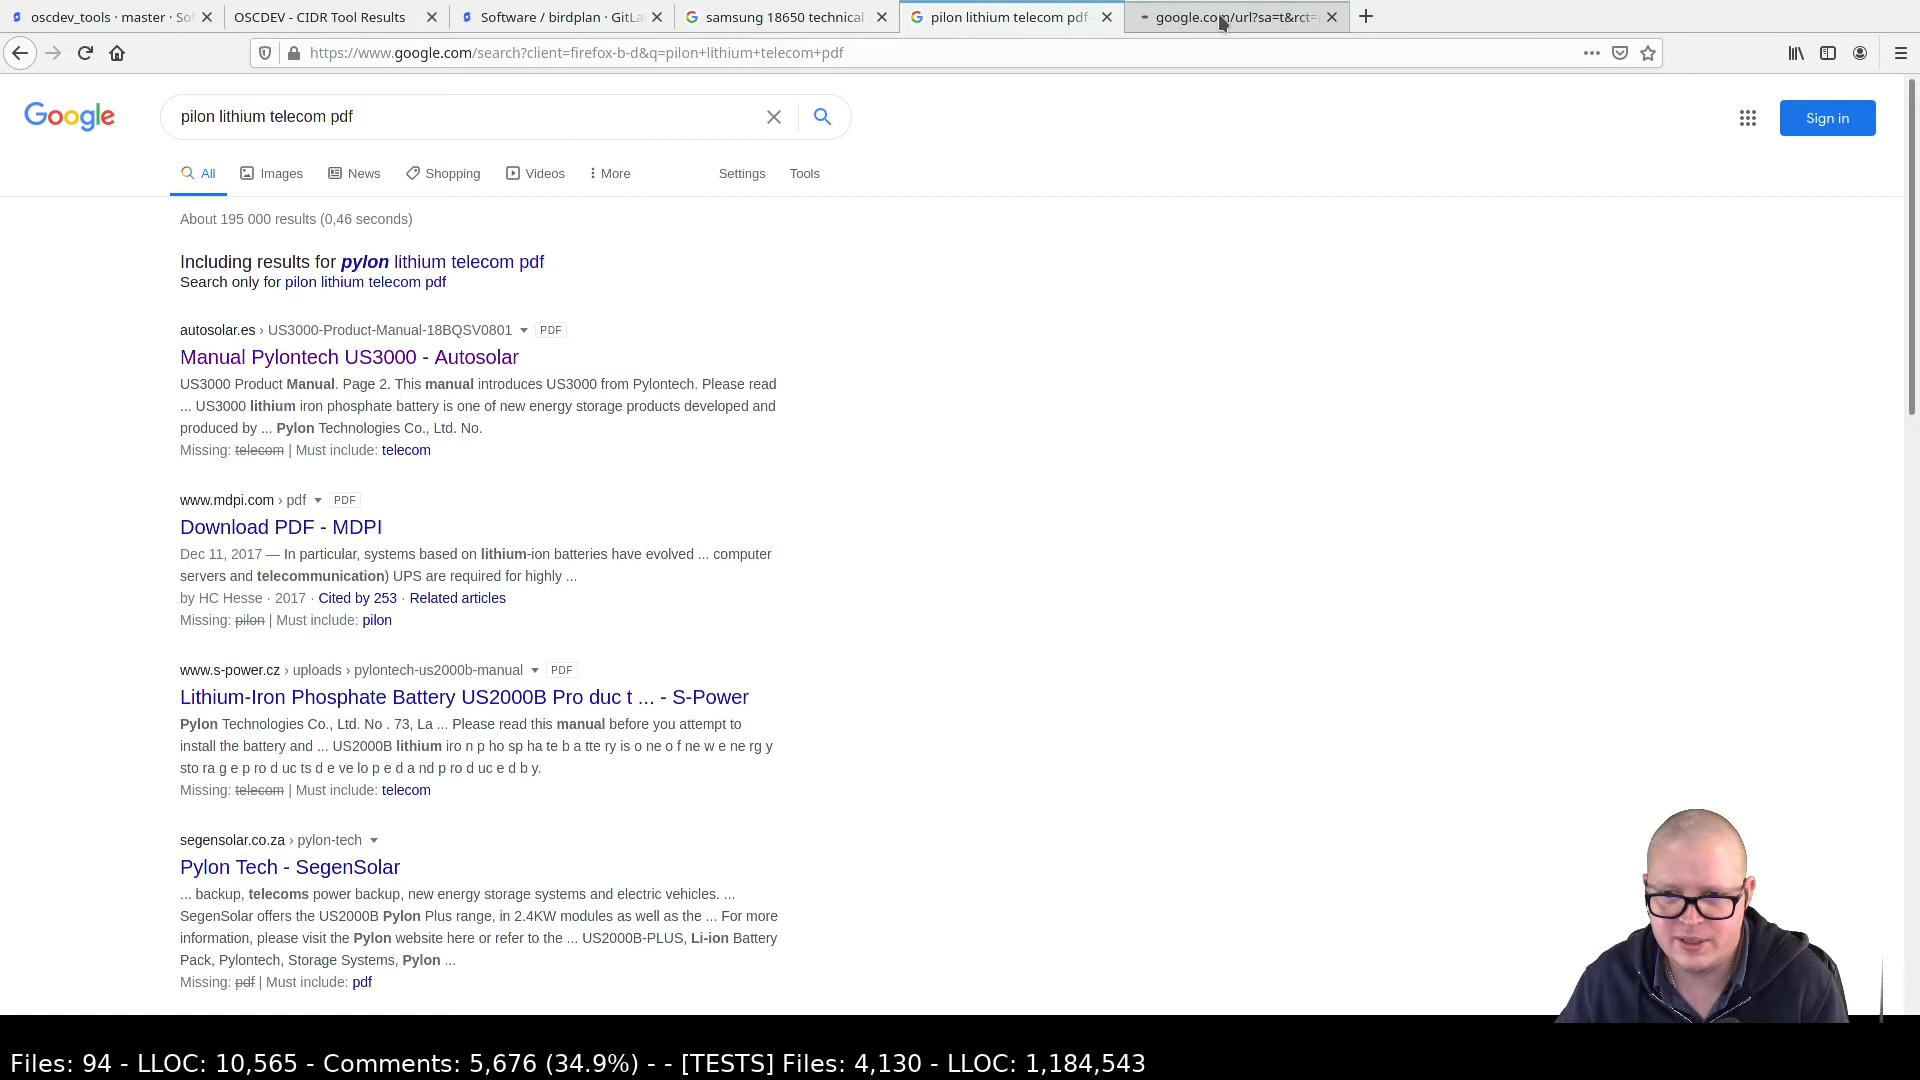 oscdev_tools · master · Sof
OSCDEV - CIDR Tool Results
Software / birdplan · GitLa
samsung 18650 technical
pilon lithium telecom pdf
google.com/url?sa=t&rct=
https://www.google.com/search?client=firefox-b-d&q=pilon+lithium+telecom+pdf
Google
pilon lithium telecom pdf
Sign in
All Images News Shopping Videos More Settings Tools
About 195 000 results (0,46 seconds)
Including results for pylon lithium telecom pdf
Search only for pilon lithium telecom pdf
autosolar.es › US3000-Product-Manual-18BQSV0801 PDF
Manual Pylontech US3000 - Autosolar
US3000 Product Manual. Page 2. This manual introduces US3000 from Pylontech. Please read
... US3000 lithium iron phosphate battery is one of new energy storage products developed and
produced by ... Pylon Technologies Co., Ltd. No.
Missing: telecom | Must include: telecom
www.mdpi.com › pdf PDF
Download PDF - MDPI
Dec 11, 2017 — In particular, systems based on lithium-ion batteries have evolved ... computer
servers and telecommunication) UPS are required for highly ...
by HC Hesse · 2017 · Cited by 253 · Related articles
Missing: pilon | Must include: pilon
www.s-power.cz › uploads › pylontech-us2000b-manual PDF
Lithium-Iron Phosphate Battery US2000B Pro duc t ... - S-Power
Pylon Technologies Co., Ltd. No . 73, La ... Please read this manual before you attempt to
install the battery and ... US2000B lithium iro n p ho sp ha te b a tte ry is o ne o f ne w e ne rg y
sto ra g e p ro d uc ts d e ve lo p e d a nd p ro d uc e d b y.
Missing: telecom | Must include: telecom
segensolar.co.za › pylon-tech
Pylon Tech - SegenSolar
... backup, telecoms power backup, new energy storage systems and electric vehicles. ...
SegenSolar offers the US2000B Pylon Plus range, in 2.4KW modules as well as the ... For more
information, please visit the Pylon website here or refer to the ... US2000B-PLUS, Li-ion Battery
Pack, Pylontech, Storage Systems, Pylon ...
Missing: pdf | Must include: pdf
Files: 94 - LLOC: 10,565 - Comments: 5,676 (34.9%) - - [TESTS] Files: 4,130 - LLOC: 1,184,543